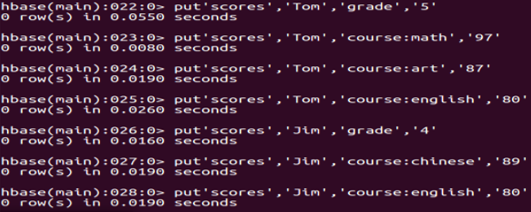 hbase(main):022:0> put'scores','Tom','grade','5'
0 row(s) in 0.0550 seconds
hbase(main):023:0> put'scores','Tom','course:math','97'
0 row(s) in 0.0080 seconds
hbase(main):024:0> put'scores','Tom','course:art','87'
0 row(s) in 0.0190 seconds
hbase(main):025:0> put'scores','Tom','course:english','80'
0 row(s) in 0.0260 seconds
hbase(main):026:0> put'scores','Jim','grade','4'
0 row(s) in 0.0160 seconds
hbase(main):027:0> put'scores','Jim','course:chinese','89'
0 row(s) in 0.0190 seconds
hbase(main):028:0> put'scores','Jim','course:english','80'
0 row(s) in 0.0190 seconds